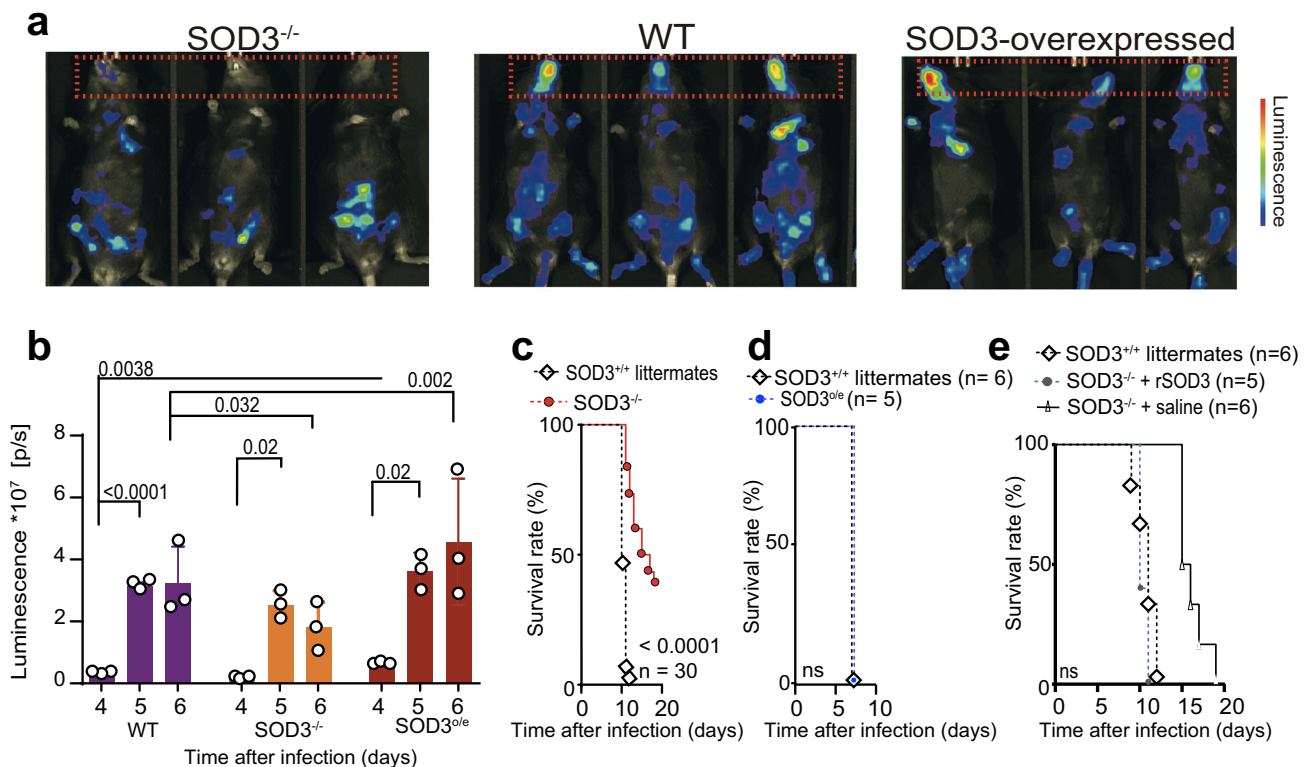 a
SOD3-/-
WT
SOD3-overexpressed
Luminescence
b
0.0038
0.002
0.032
0.02
0.02
<0.0001
Luminescence *10⁷ [p/s]
8
6
4
2
0
4 5 6 4 5 6 4 5 6
WT SOD3-/- SOD3o/e
Time after infection (days)
c
SOD3+/+ littermates
SOD3-/-
Survival rate (%)
100
50
0
< 0.0001
n = 30
0 10 20
Time after infection (days)
d
SOD3+/+ littermates (n= 6)
SOD3o/e (n= 5)
Survival rate (%)
100
50
0
ns
0 5 10
Time after infection (days)
e
SOD3+/+ littermates (n=6)
SOD3-/- + rSOD3 (n=5)
SOD3-/- + saline (n=6)
Survival rate (%)
100
50
0
ns
0 5 10 15 20
Time after infection (days)